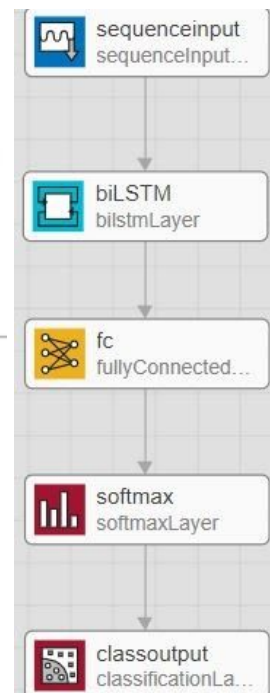 sequenceinput
sequenceInput...
biLSTM
bilstmLayer
fc
fullyConnected...
softmax
softmaxLayer
classoutput
classificationLa...